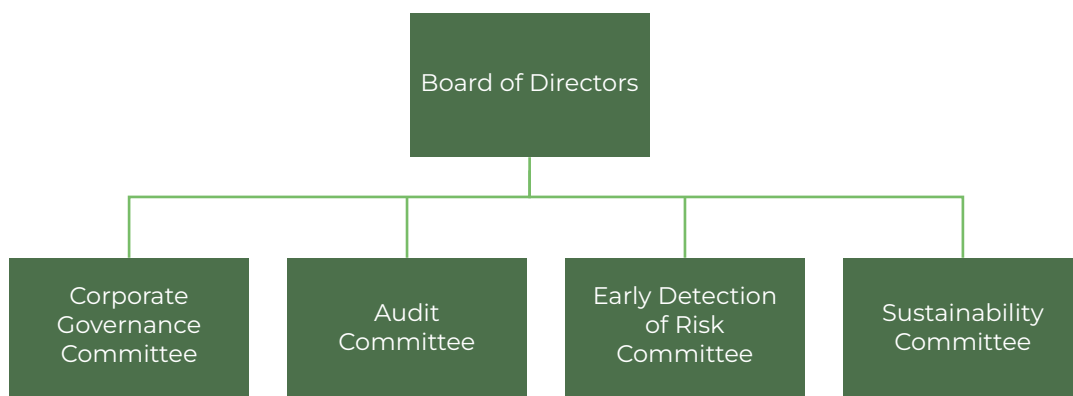 Board of Directors
Corporate
Governance
Committee
Audit
Committee
Early Detection
of Risk
Committee
Sustainability
Committee